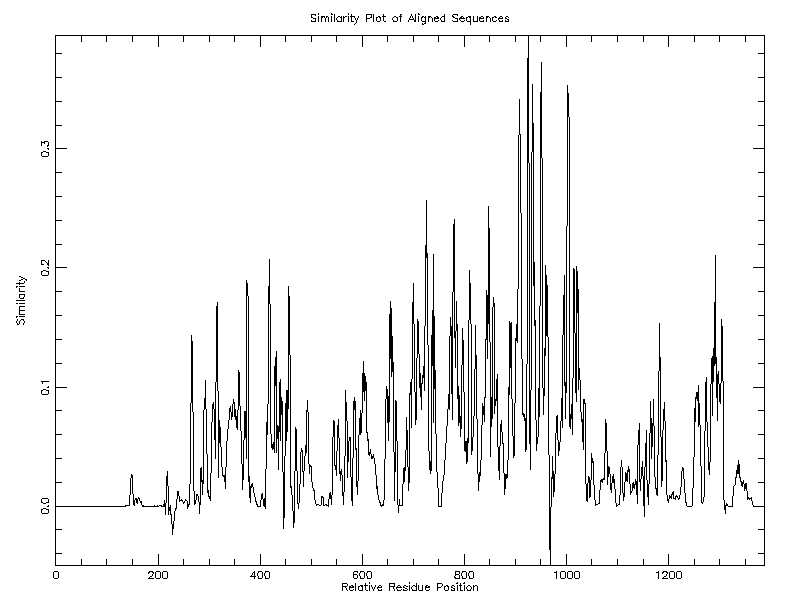 Similarity Plot of Aligned Sequences
0.3
0.2
0.1
0.0
Similarity
0 200 400 600 800 1000 1200
Relative Residue Position